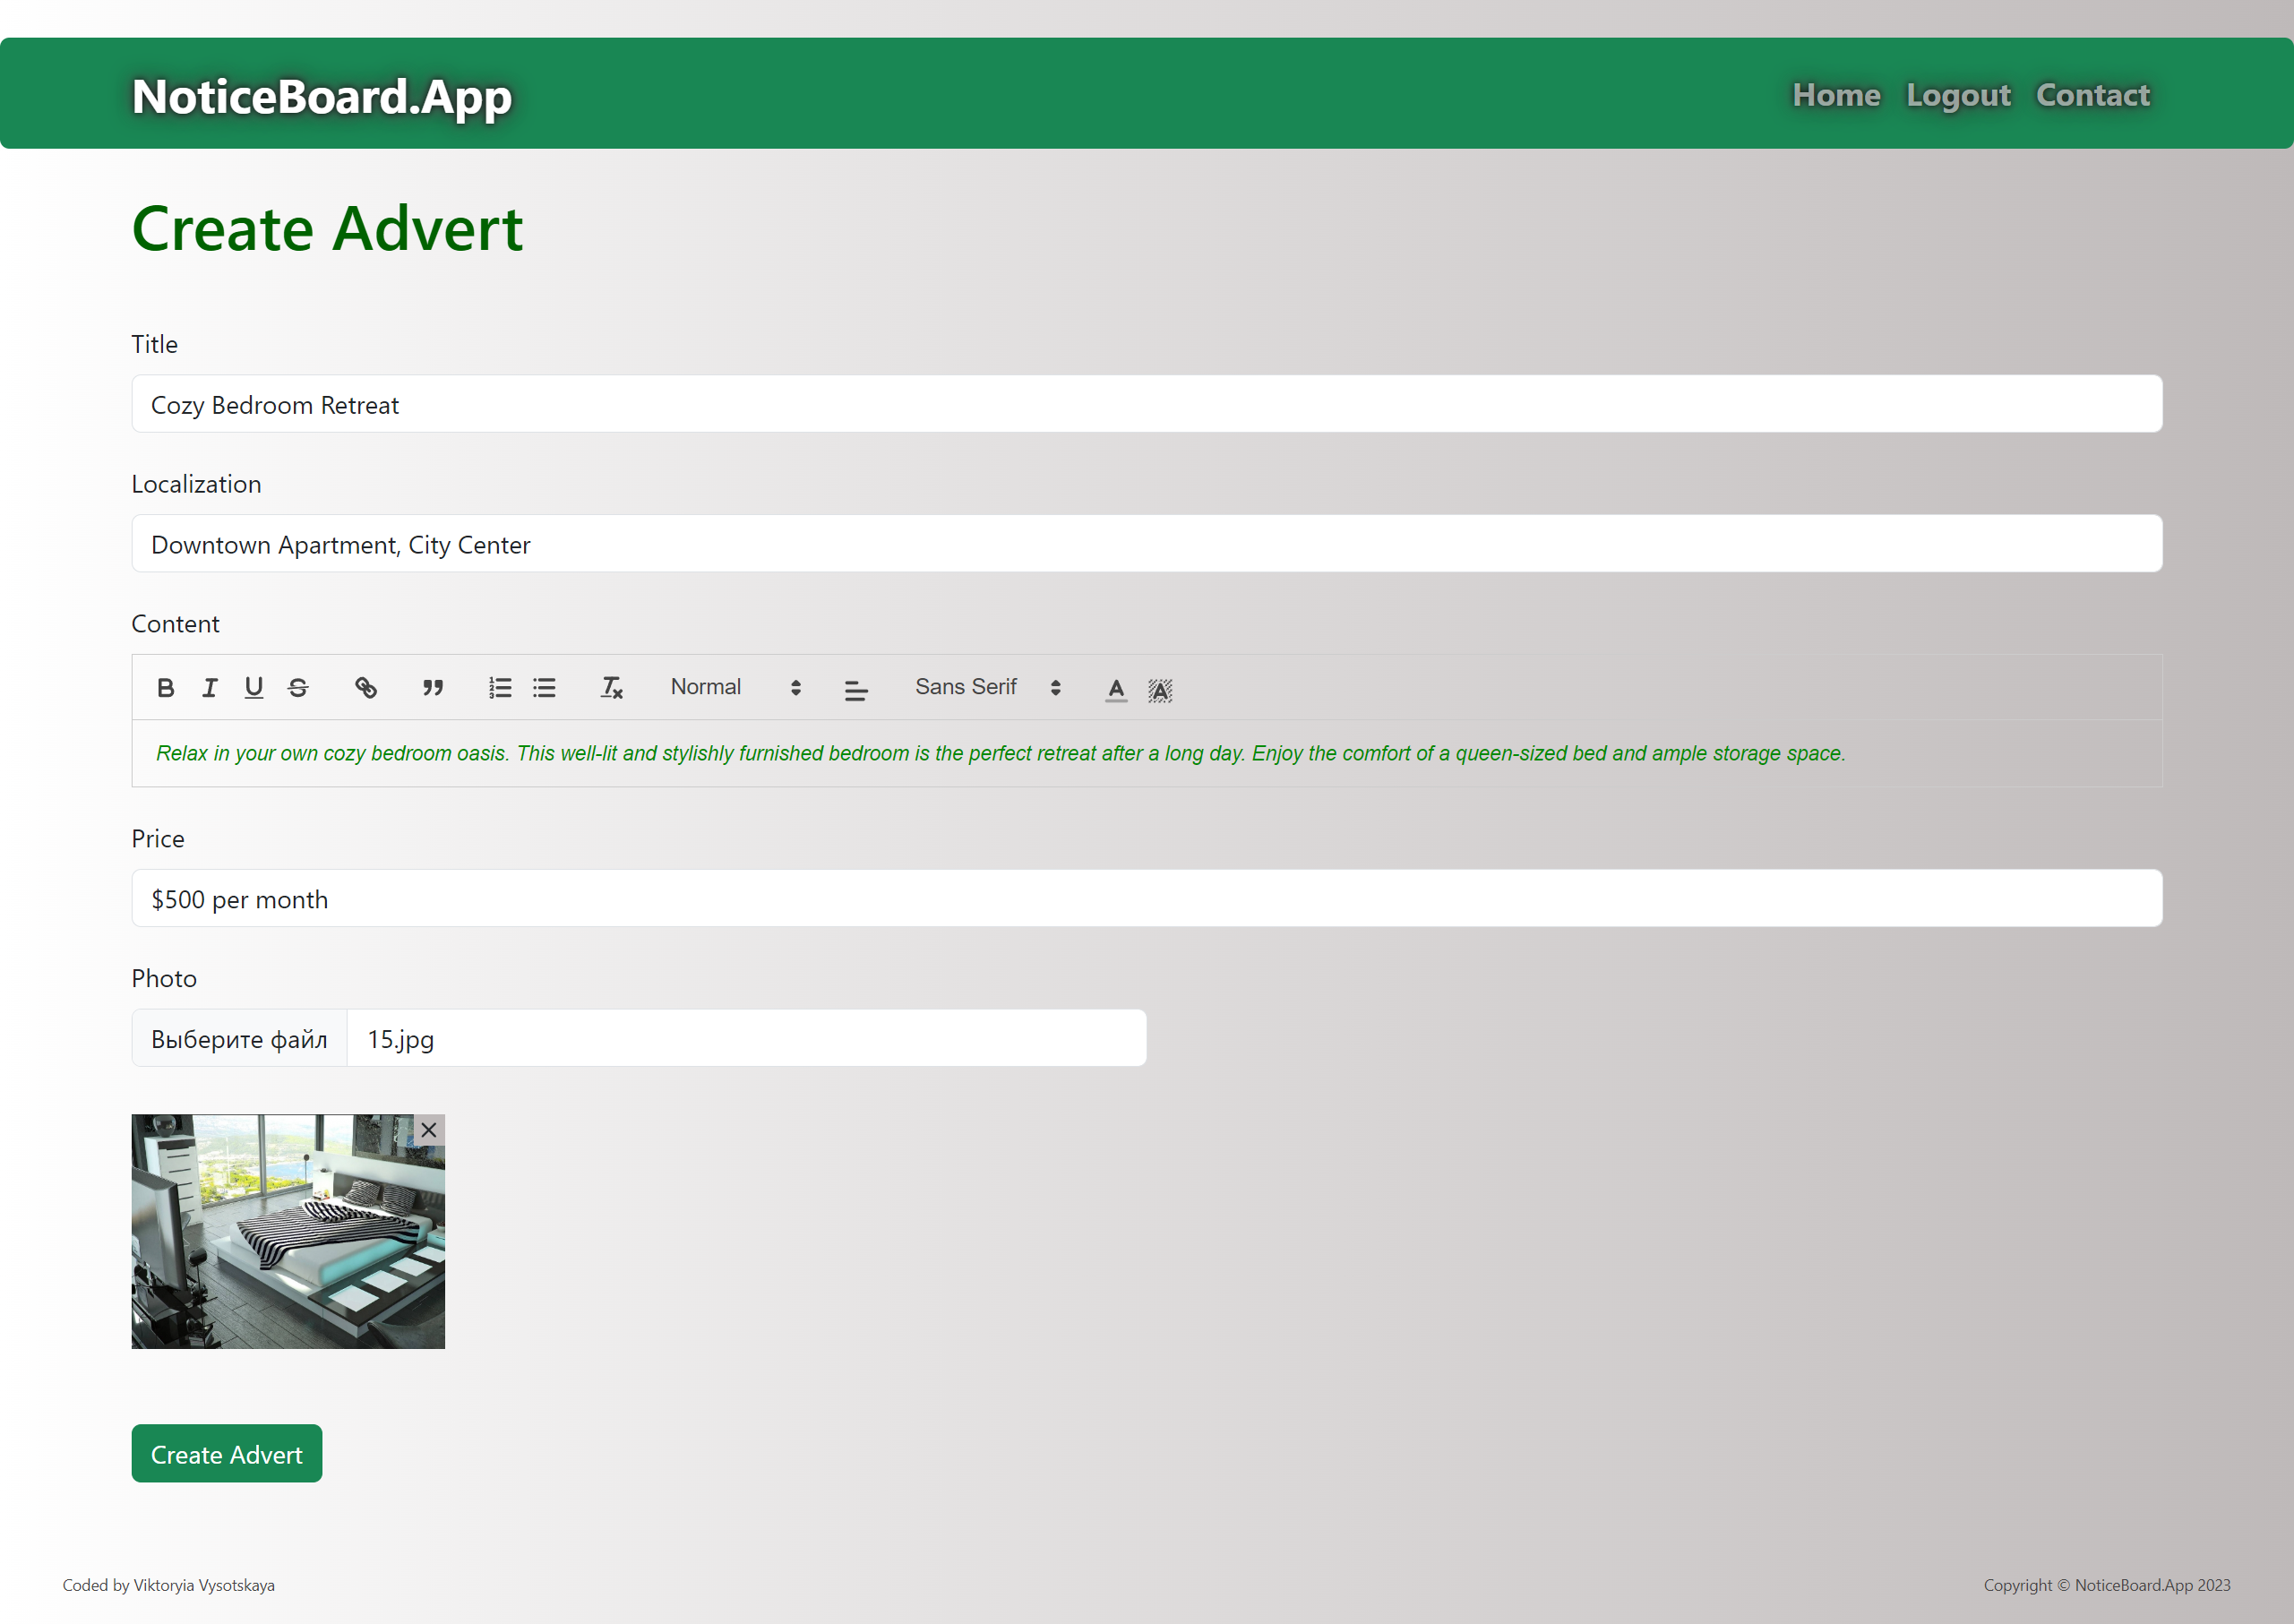 NoticeBoard.App
Home Logout Contact
Create Advert
Title
Cozy Bedroom Retreat
Localization
Downtown Apartment, City Center
Content
Normal
Sans Serif
Relax in your own cozy bedroom oasis. This well-lit and stylishly furnished bedroom is the perfect retreat after a long day. Enjoy the comfort of a queen-sized bed and ample storage space.
Price
$500 per month
Photo
Выберите файл 15.jpg
Create Advert
Coded by Viktoryia Vysotskaya
Copyright © NoticeBoard.App 2023